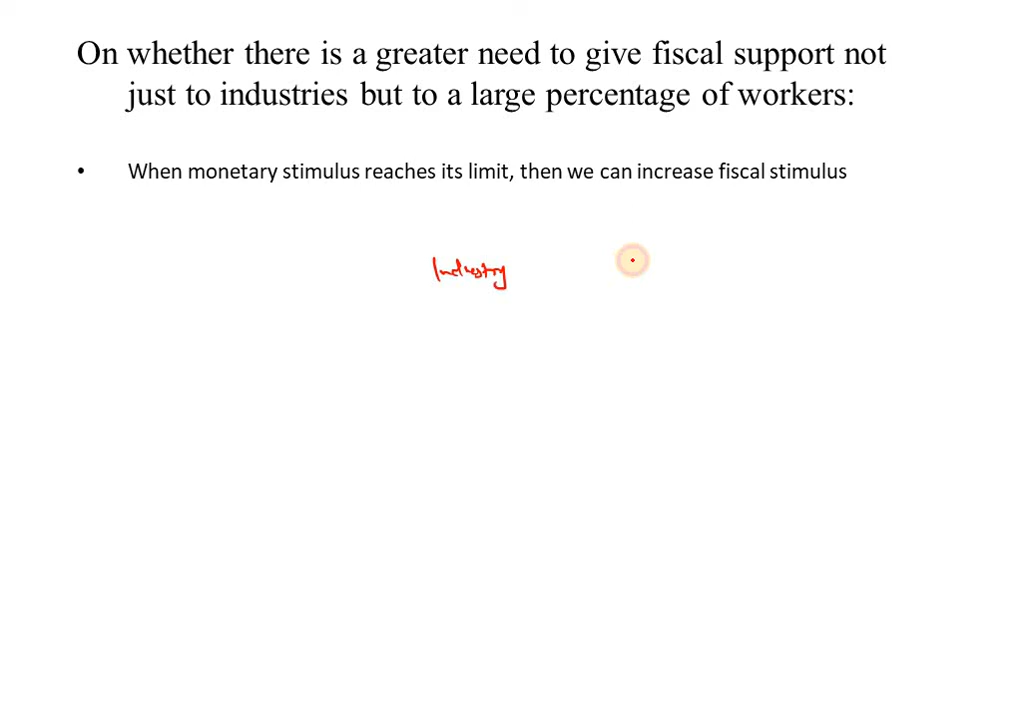 On whether there is a greater need to give fiscal support not
just to industries but to a large percentage of workers:
• When monetary stimulus reaches its limit, then we can increase fiscal stimulus
Industry